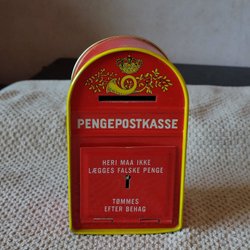 PENGEPOSTKASSE
HERI MAA IKKE
LÆGGES FALSKE PENGE
TØMMES
EFTER BEHAG